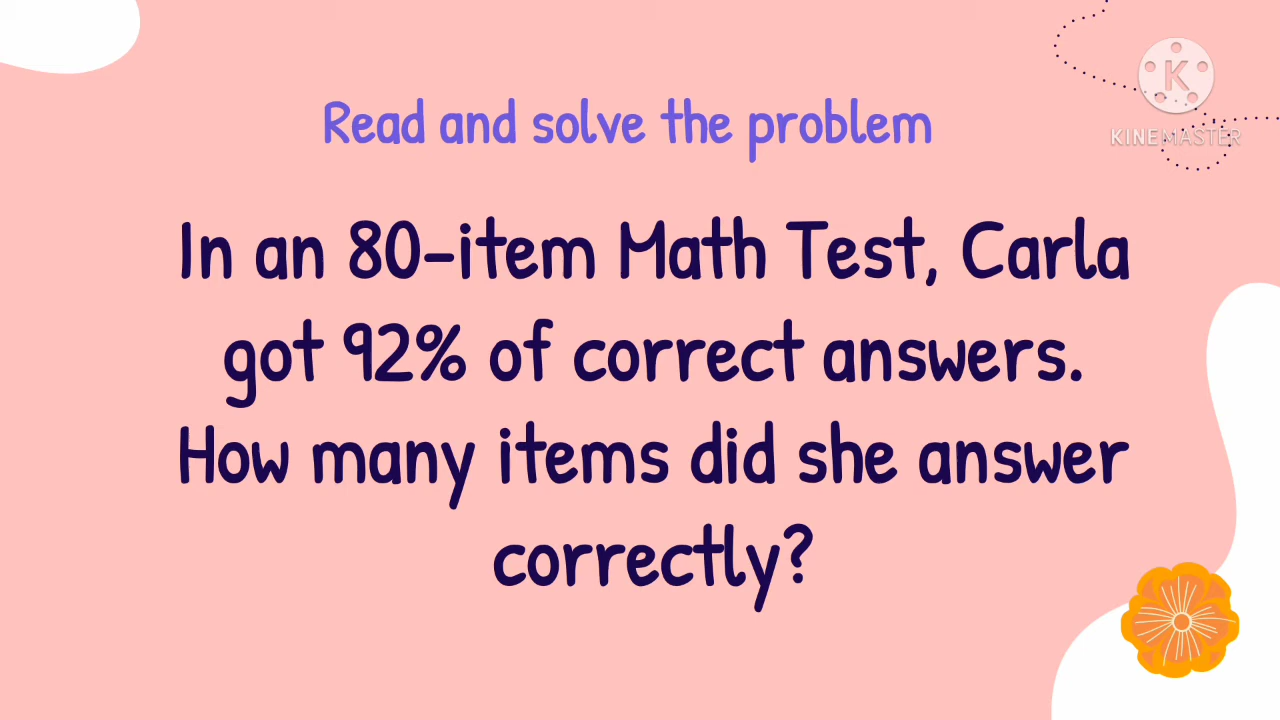 Read and solve the problem
K
KINEMASTER
In an 80-item Math Test, Carla
got 92% of correct answers.
How many items did she answer
correctly?